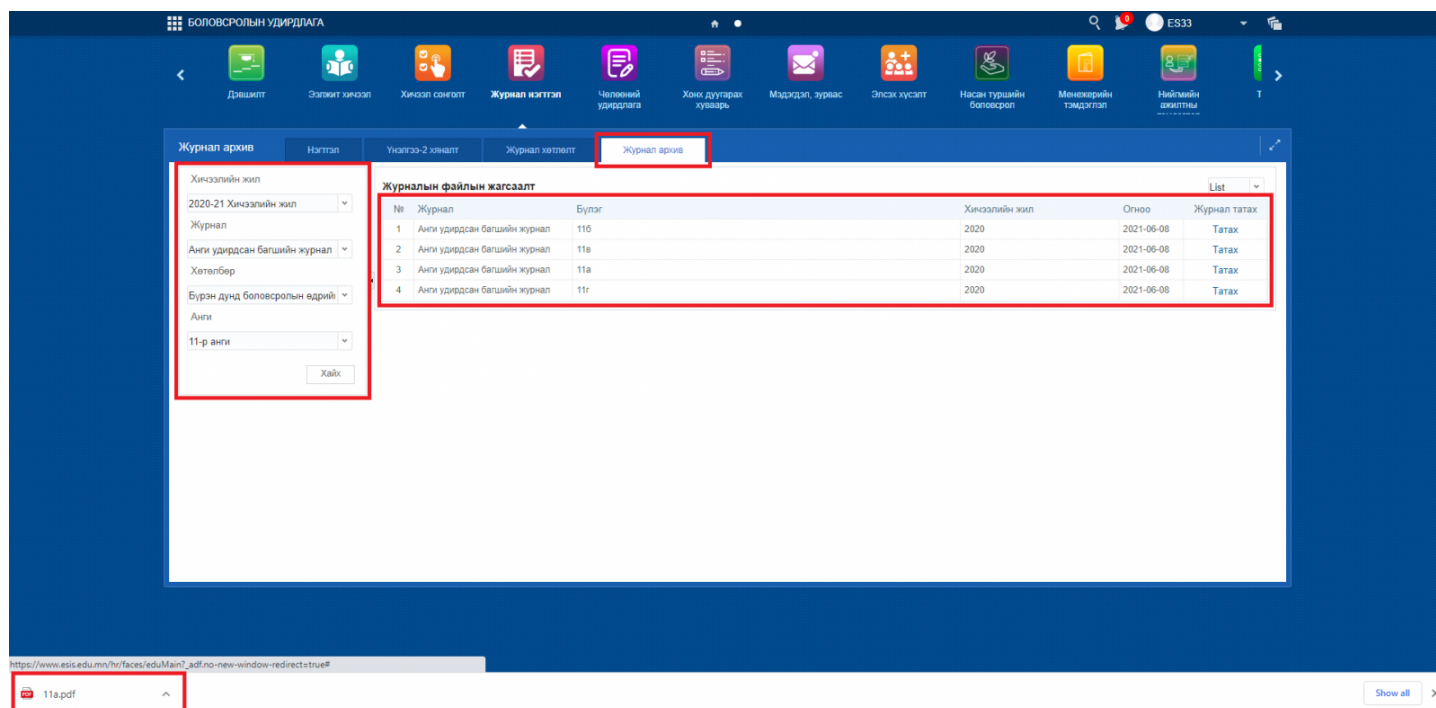 БОЛОВСРОЛЫН УДИРДЛАГА
0
ES33
Дэвшилт
Ээлжит хичээл
Хичээл сонголт
Журнал нэгтгэл
Чөлөөний удирдлага
Хонх дуугарах хуваарь
Мэдэгдэл, зурвас
Элсэх хүсэлт
Насан туршийн боловсрол
Менежерийн тэмдэглэл
Нийгмийн ажилтны
Т
Журнал архив
Нэгтгэл
Үнэлгээ-2 хяналт
Журнал хөтлөлт
Журнал архив
Хичээлийн жил
2020-21 Хичээлийн жил
Журнал
Анги удирдсан багшийн журнал
Хөтөлбөр
Бүрэн дунд боловсролын өдрийн
Анги
11-р анги
Хайх
Журналын файлын жагсаалт
List
№ Журнал Бүлэг Хичээлийн жил Огноо Журнал татах
1 Анги удирдсан багшийн журнал 11б 2020 2021-06-08 Татах
2 Анги удирдсан багшийн журнал 11в 2020 2021-06-08 Татах
3 Анги удирдсан багшийн журнал 11а 2020 2021-06-08 Татах
4 Анги удирдсан багшийн журнал 11г 2020 2021-06-08 Татах
https://www.esis.edu.mn/hr/faces/eduMain?_adf.no-new-window-redirect=true#
PDF
11a.pdf
Show all